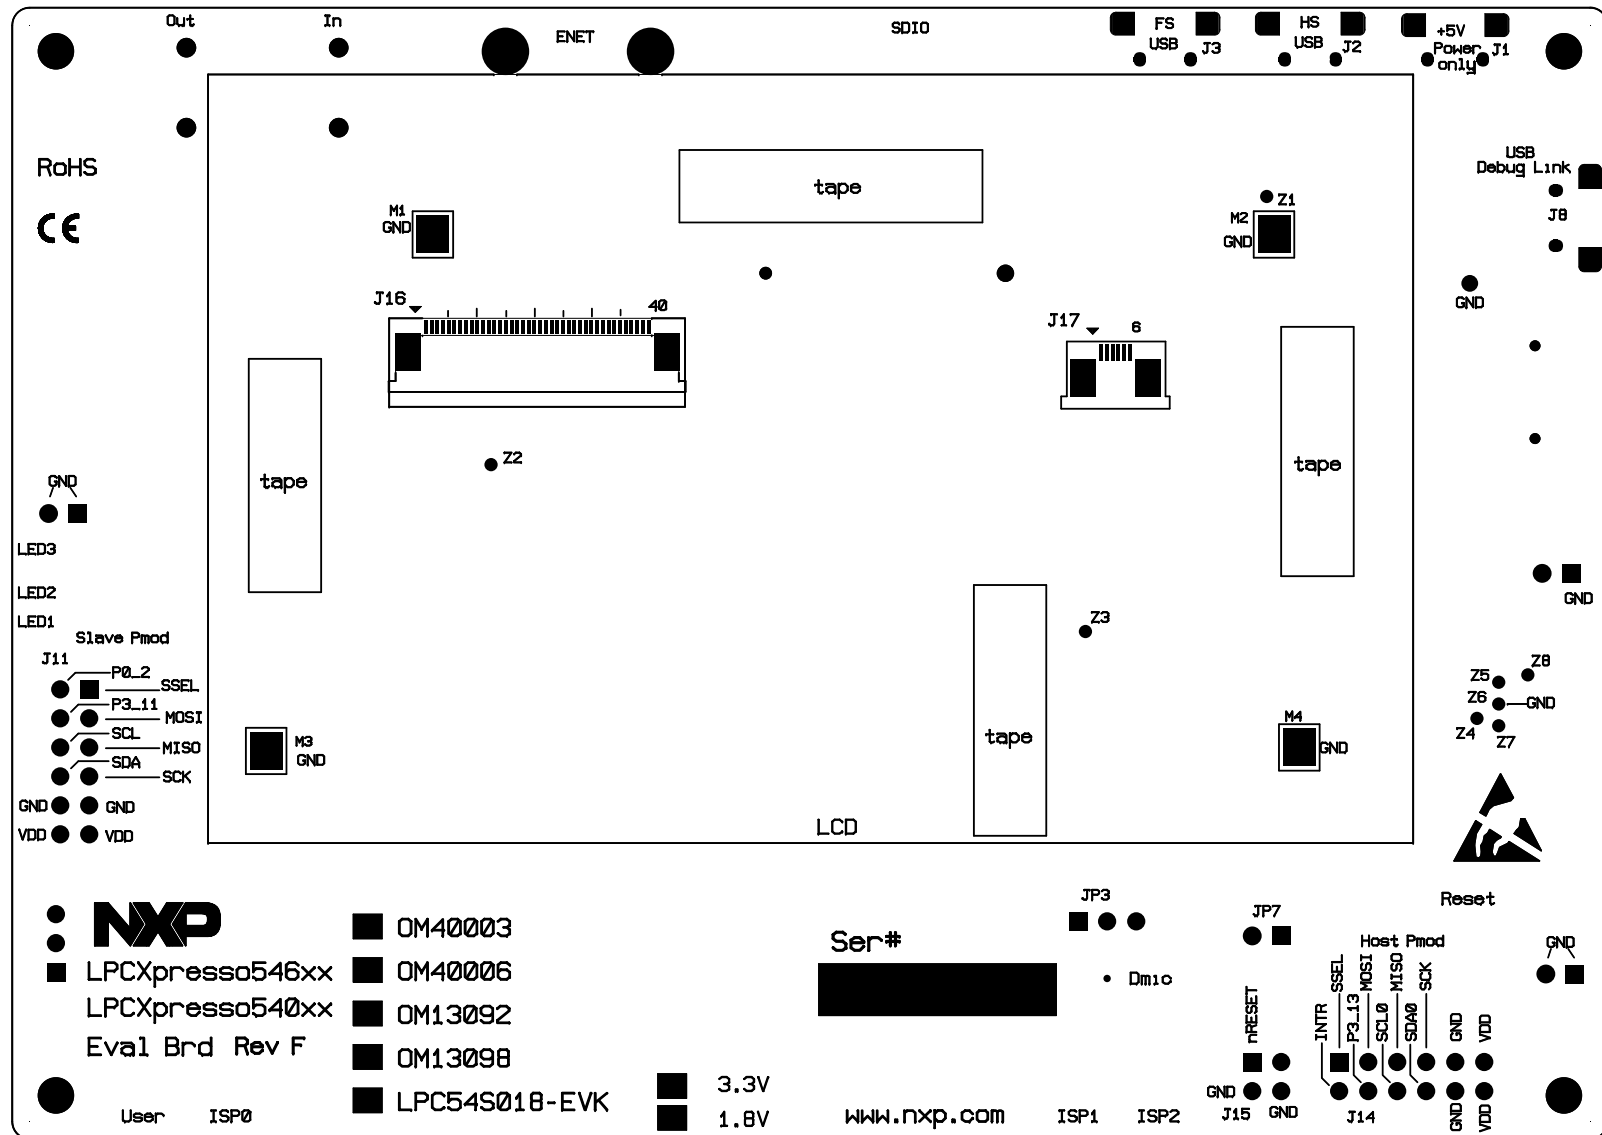 Out
In
ENET
SDIO
FS
USB
J3
HS
USB
J2
+5V
Power
only
J1
RoHS
CE
tape
USB
Debug Link
J8
M1
GND
Z1
M2
GND
GND
J16
40
J17
6
tape
Z2
tape
GND
LED3
LED2
LED1
GND
Slave Pmod
J11
P0_2
SSEL
P3_11
MOSI
SCL
MISO
SDA
SCK
GND
GND
VDD
VDD
Z3
tape
M3
GND
M4
GND
Z8
Z5
Z6
GND
Z4
Z7
LCD
NXP
LPCXpresso546xx
LPCXpresso540xx
Eval Brd Rev F
OM40003
OM40006
OM13092
OM13098
LPC54S018-EVK
User
ISP0
3.3V
1.8V
Ser#
www.nxp.com
JP3
Dmic
ISP1
ISP2
JP7
Reset
Host Pmod
GND
nRESET
GND
J15
GND
INTR
SSEL
P3_13
MOSI
SCL0
MISO
SDA0
SCK
GND
VDD
J14
GND
VDD